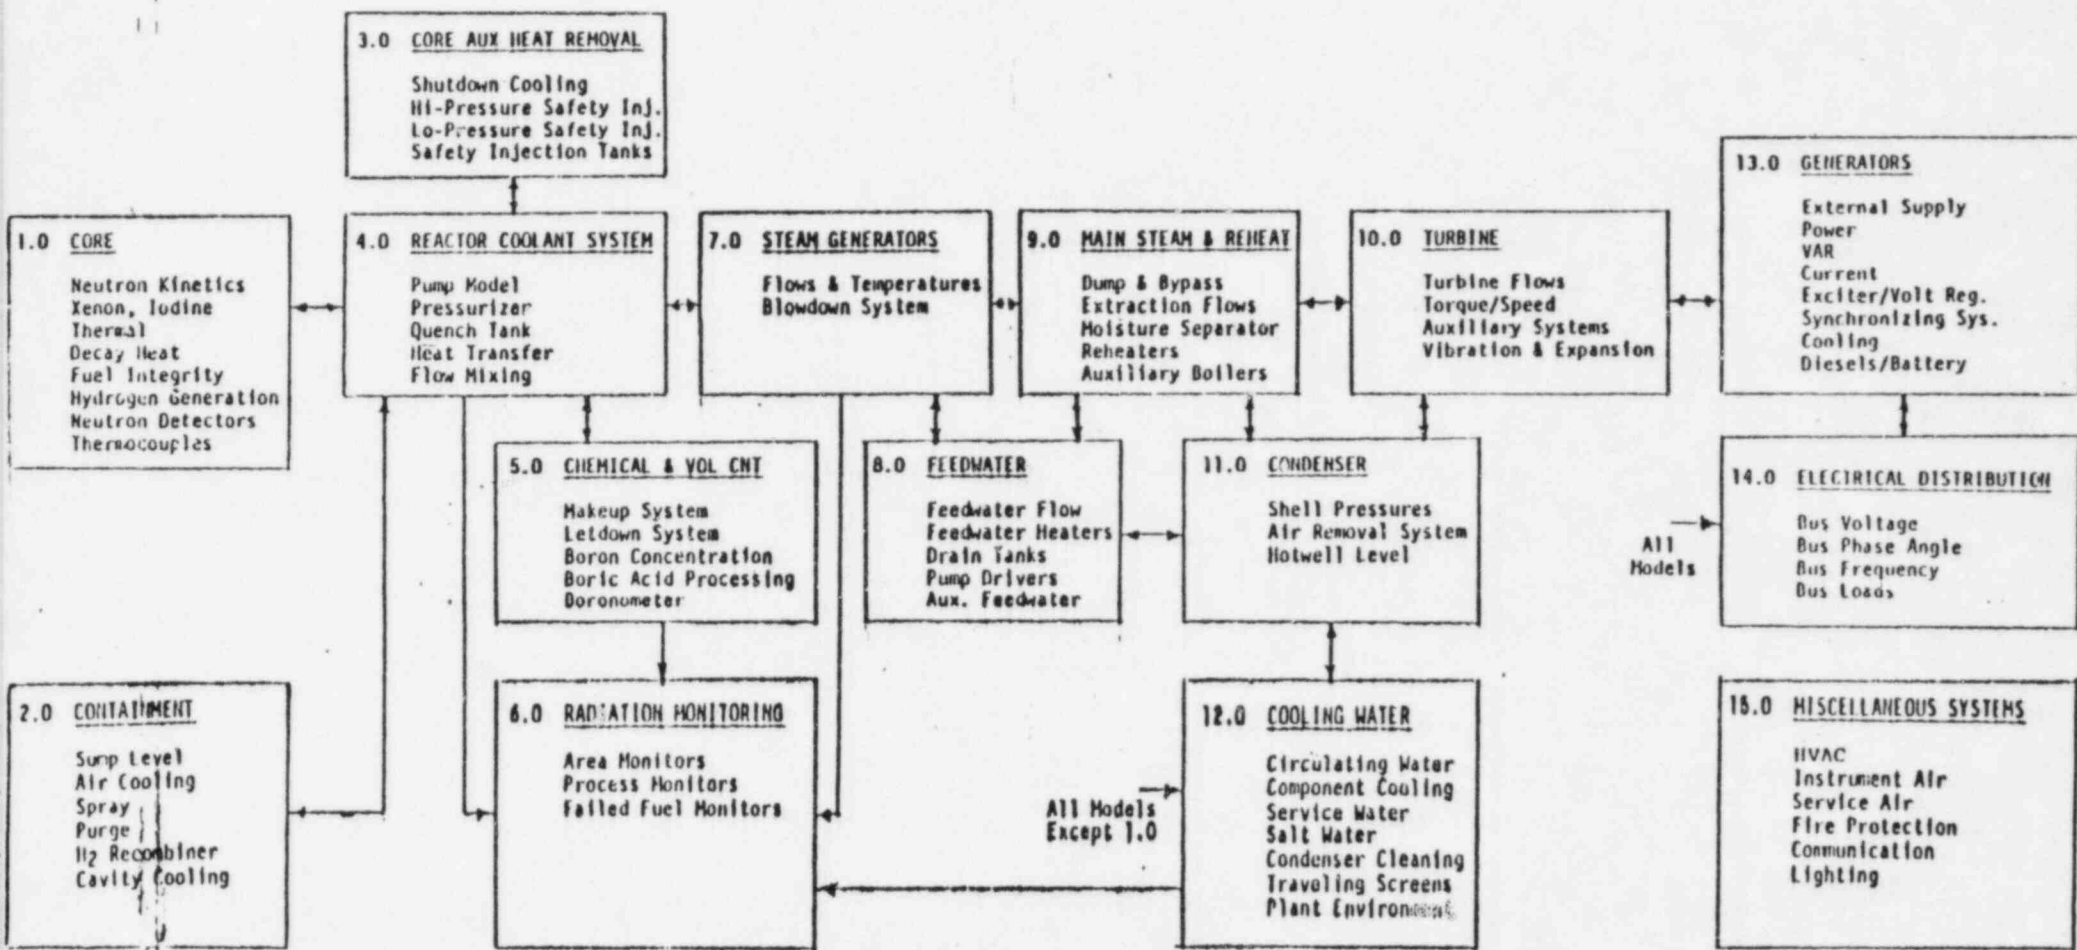 3.0 CORE AUX HEAT REMOVAL
Shutdown Cooling
Hi-Pressure Safety Inj.
Lo-Pressure Safety Inj.
Safety Injection Tanks
1.0 CORE
Neutron Kinetics
Xenon, Iodine
Thermal
Decay Heat
Fuel Integrity
Hydrogen Generation
Neutron Detectors
Thermocouples
4.0 REACTOR COOLANT SYSTEM
Pump Model
Pressurizer
Quench Tank
Heat Transfer
Flow Mixing
7.0 STEAM GENERATORS
Flows & Temperatures
Blowdown System
9.0 MAIN STEAM & REHEAT
Dump & Bypass
Extraction Flows
Moisture Separator
Reheaters
Auxiliary Boilers
10.0 TURBINE
Turbine Flows
Torque/Speed
Auxiliary Systems
Vibration & Expansion
13.0 GENERATORS
External Supply
Power
VAR
Current
Exciter/Volt Reg.
Synchronizing Sys.
Cooling
Diesels/Battery
5.0 CHEMICAL & VOL CNT
Makeup System
Letdown System
Boron Concentration
Boric Acid Processing
Boronometer
8.0 FEEDWATER
Feedwater Flow
Feedwater Heaters
Drain Tanks
Pump Drivers
Aux. Feedwater
11.0 CONDENSER
Shell Pressures
Air Removal System
Hotwell Level
All
Models
14.0 ELECTRICAL DISTRIBUTION
Bus Voltage
Bus Phase Angle
Bus Frequency
Bus Loads
2.0 CONTAINMENT
Sump Level
Air Cooling
Spray
Purge
H2 Recombiner
Cavity Cooling
6.0 RADIATION MONITORING
Area Monitors
Process Monitors
Failed Fuel Monitors
All Models
Except 1.0
12.0 COOLING WATER
Circulating Water
Component Cooling
Service Water
Salt Water
Condenser Cleaning
Traveling Screens
Plant Environment
15.0 MISCELLANEOUS SYSTEMS
HVAC
Instrument Air
Service Air
Fire Protection
Communication
Lighting